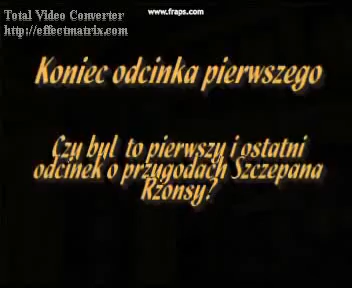 www.fraps.com
Total Video Converter
http://effectmatrix.com
Koniec odcinka pierwszego
Czy był to pierwszy i ostatni
odcinek o przygodach Szczepana
Rżonsy?